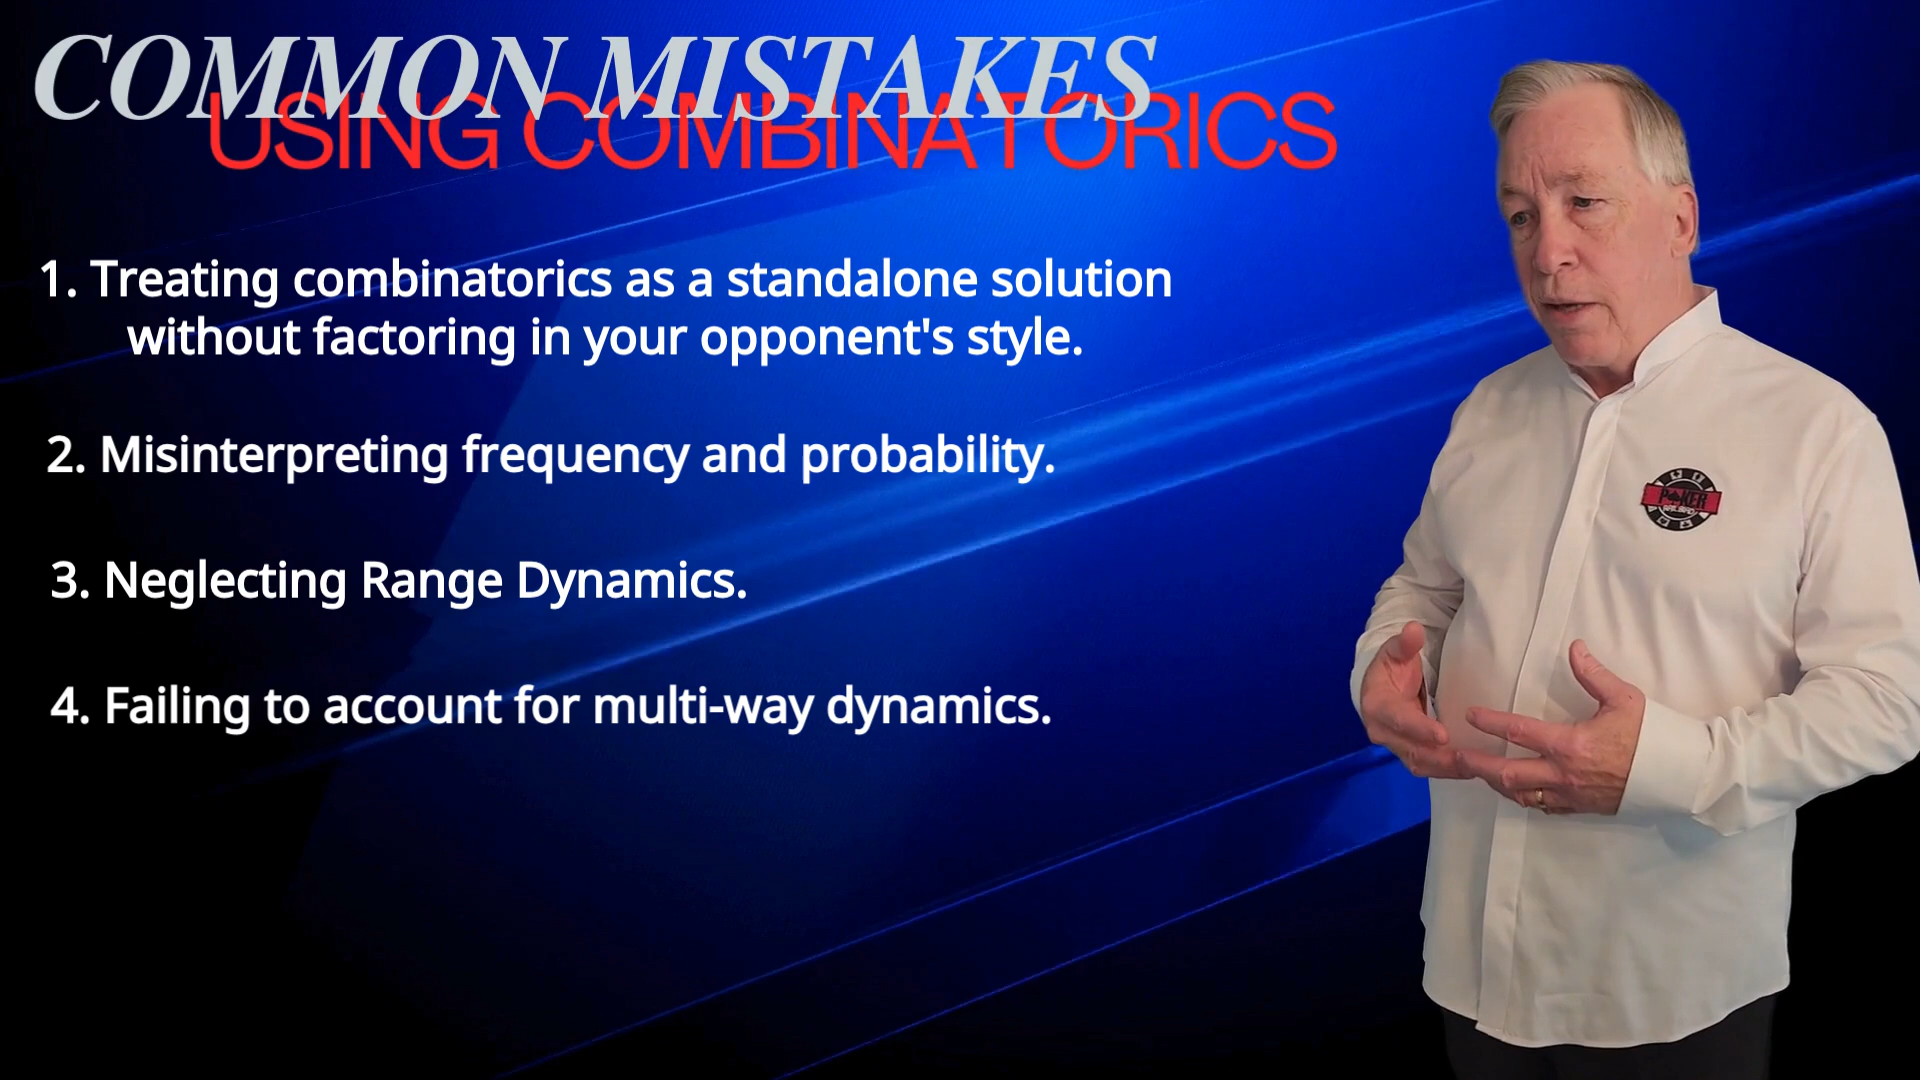 COMMON MISTAKES
USING COMBINATORICS
1. Treating combinatorics as a standalone solution
without factoring in your opponent's style.
2. Misinterpreting frequency and probability.
3. Neglecting Range Dynamics.
4. Failing to account for multi-way dynamics.
POKER